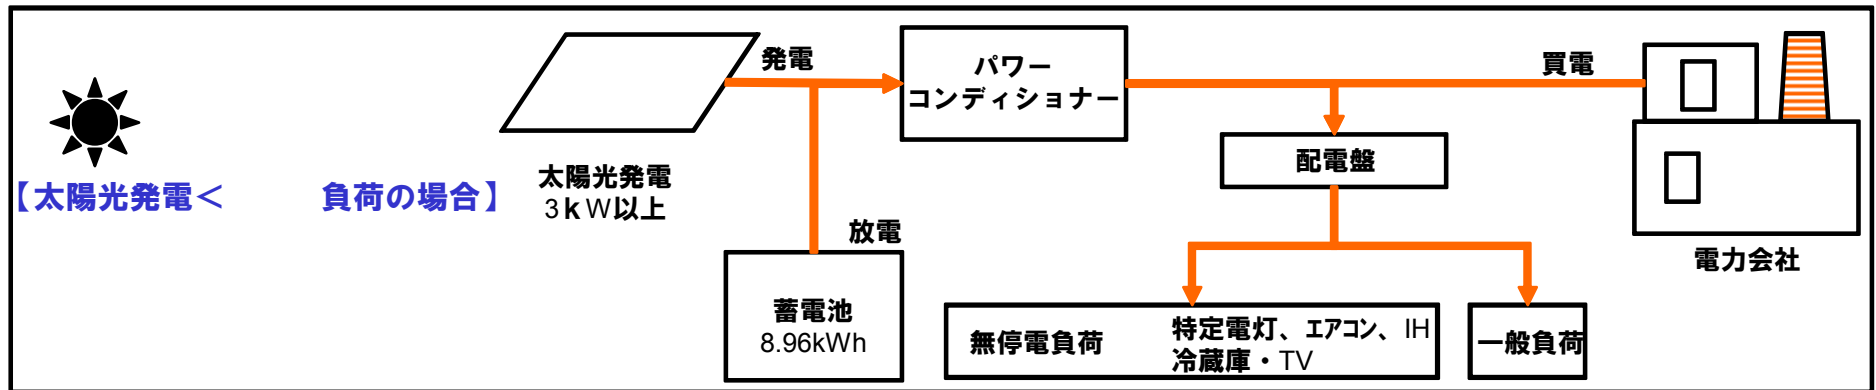 【太陽光発電<　　　負荷の場合】
太陽光発電
3kW以上
発電
放電
蓄電池
8.96kWh
パワー
コンディショナー
買電
配電盤
無停電負荷　　特定電灯、エアコン、IH
冷蔵庫・TV
一般負荷
電力会社